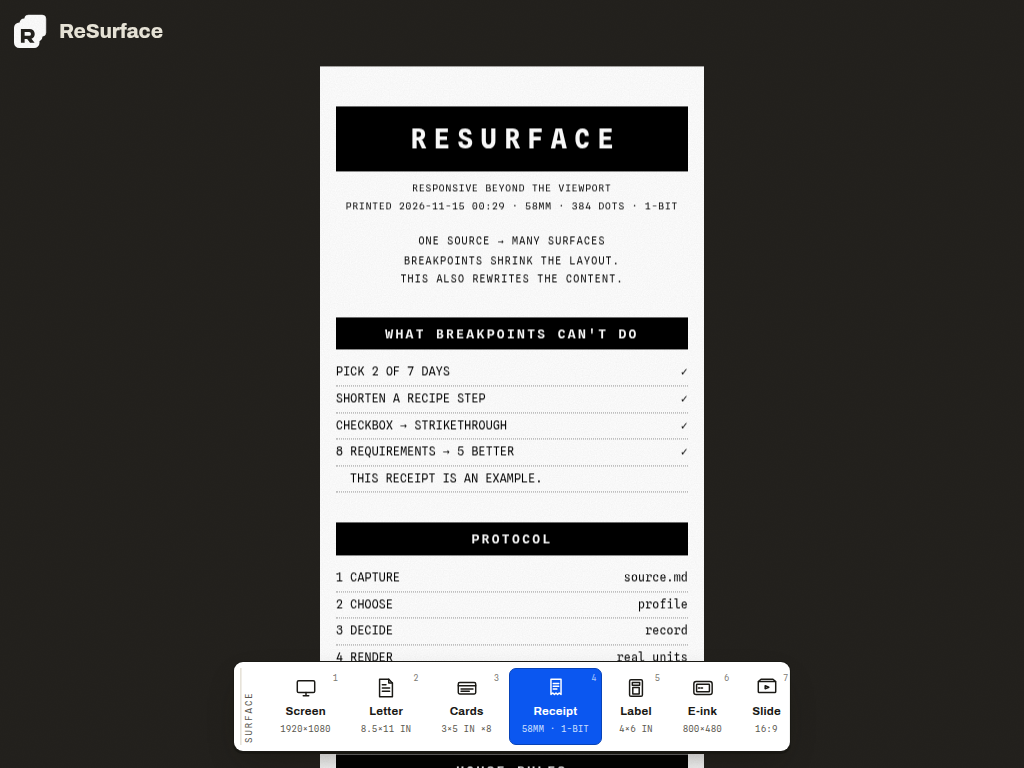 ReSurface
RESURFACE
RESPONSIVE BEYOND THE VIEWPORT
PRINTED 2026-11-15 00:29 · 58MM · 384 DOTS · 1-BIT
ONE SOURCE → MANY SURFACES
BREAKPOINTS SHRINK THE LAYOUT.
THIS ALSO REWRITES THE CONTENT.
WHAT BREAKPOINTS CAN'T DO
PICK 2 OF 7 DAYS ✓
SHORTEN A RECIPE STEP ✓
CHECKBOX → STRIKETHROUGH ✓
8 REQUIREMENTS → 5 BETTER ✓
THIS RECEIPT IS AN EXAMPLE.
PROTOCOL
1 CAPTURE source.md
2 CHOOSE profile
3 DECIDE record
4 RENDER real units
SURFACE
1 2 3 4 5 6 7
Screen Letter Cards Receipt Label E-ink Slide
1920×1080 8.5×11 IN 3×5 IN ×8 58MM · 1-BIT 4×6 IN 800×480 16:9